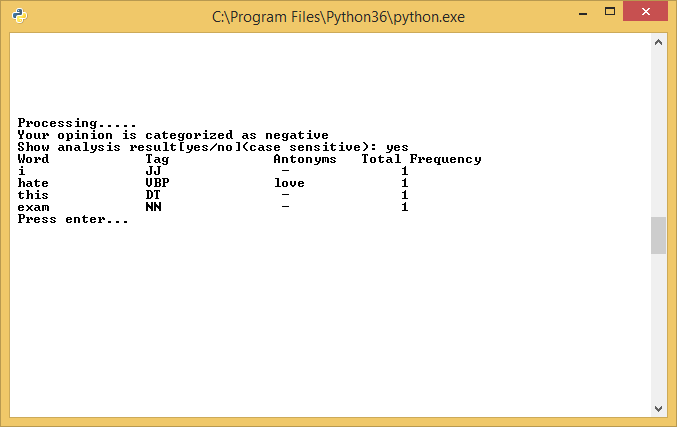 C:\Program Files\Python36\python.exe
Processing.....
Your opinion is categorized as negative
Show analysis result[yes/no](case sensitive): yes
Word Tag Antonyms Total Frequency
i JJ - 1
hate VBP love 1
this DT - 1
exam NN - 1
Press enter...